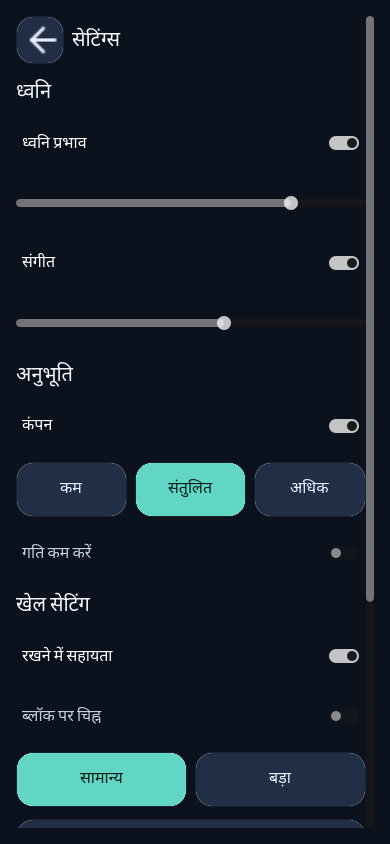 सेटिंग्स
ध्वनि
ध्वनि प्रभाव
संगीत
अनुभूति
कंपन
कम
संतुलित
अधिक
गति कम करें
खेल सेटिंग
रखने में सहायता
ब्लॉक पर चिह्न
सामान्य
बड़ा